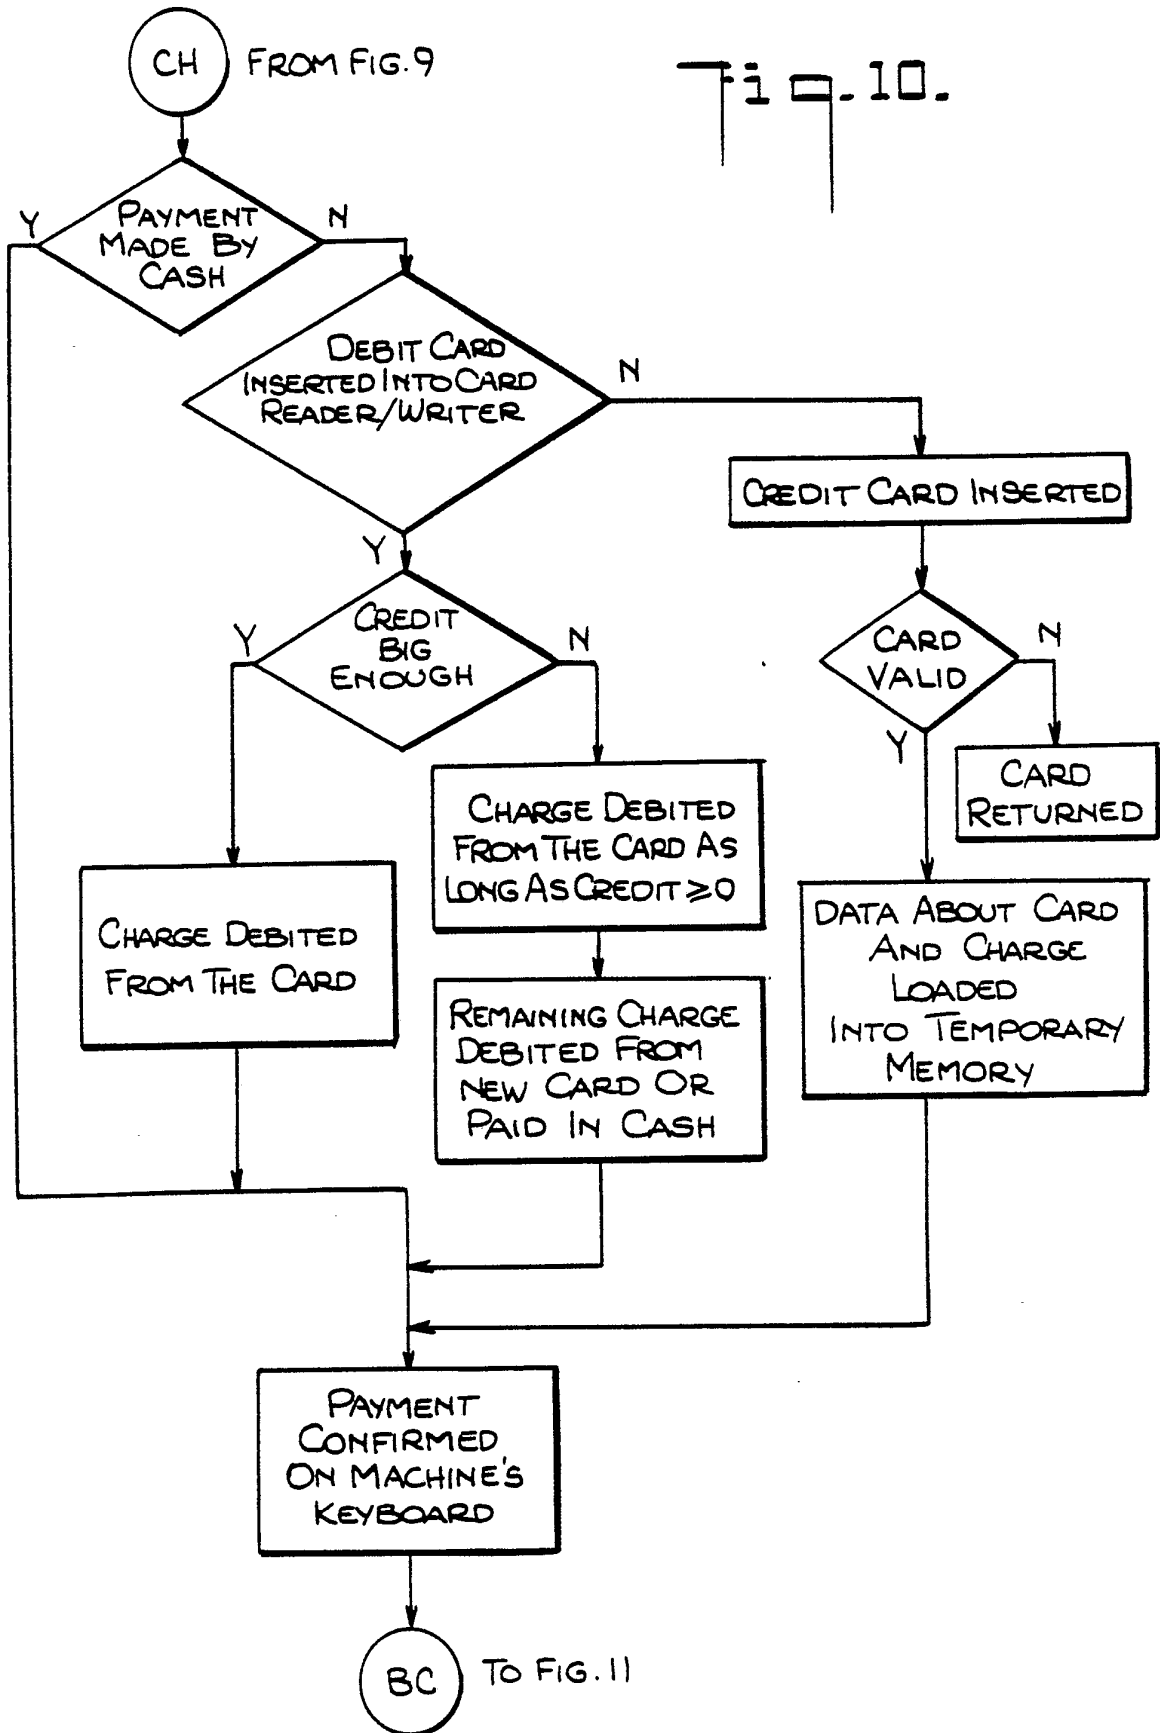 CH FROM FIG. 9
Fig. 10.
Y
N
PAYMENT
MADE BY
CASH
DEBIT CARD
INSERTED INTO CARD
READER/WRITER
N
CREDIT CARD INSERTED
Y
CREDIT
BIG
ENOUGH
Y
N
CARD
VALID
N
Y
CARD
RETURNED
CHARGE DEBITED
FROM THE CARD AS
LONG AS CREDIT ⩾0
CHARGE DEBITED
FROM THE CARD
DATA ABOUT CARD
AND CHARGE
LOADED
INTO TEMPORARY
MEMORY
REMAINING CHARGE
DEBITED FROM
NEW CARD OR
PAID IN CASH
PAYMENT
CONFIRMED
ON MACHINE'S
KEYBOARD
BC TO FIG. 11